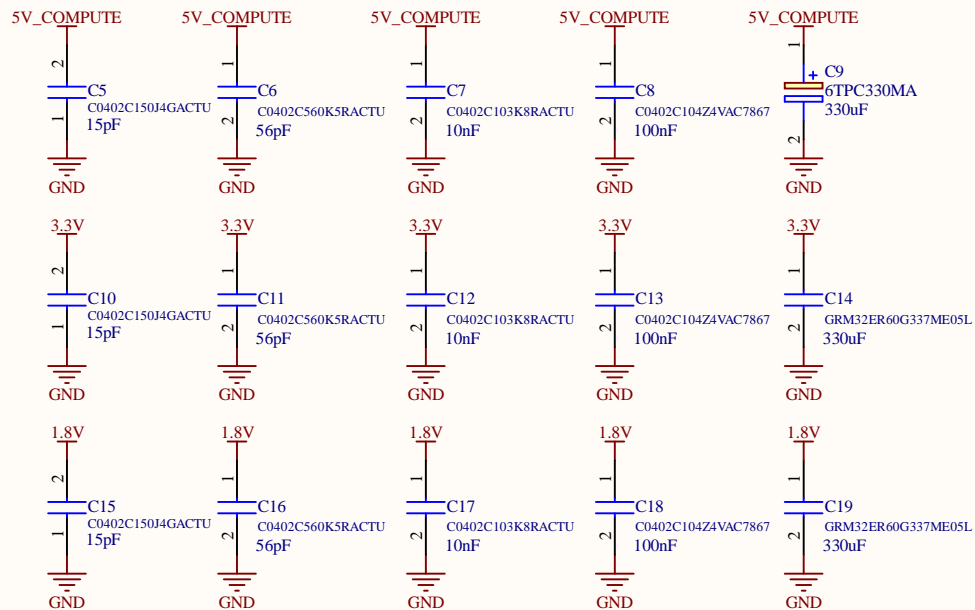 5V_COMPUTE 5V_COMPUTE 5V_COMPUTE 5V_COMPUTE 5V_COMPUTE
2 1 1 1 1
C5 C6 C7 C8 + C9
C0402C150J4GACTU C0402C560K5RACTU C0402C103K8RACTU C0402C104Z4VAC7867 6TPC330MA
1 15pF 2 56pF 2 10nF 2 100nF 2 330uF
GND GND GND GND GND
3.3V 3.3V 3.3V 3.3V 3.3V
2 1 1 1 1
C10 C11 C12 C13 C14
C0402C150J4GACTU C0402C560K5RACTU C0402C103K8RACTU C0402C104Z4VAC7867 GRM32ER60G337ME05L
1 15pF 2 56pF 2 10nF 2 100nF 2 330uF
GND GND GND GND GND
1.8V 1.8V 1.8V 1.8V 1.8V
2 1 1 1 1
C15 C16 C17 C18 C19
C0402C150J4GACTU C0402C560K5RACTU C0402C103K8RACTU C0402C104Z4VAC7867 GRM32ER60G337ME05L
1 15pF 2 56pF 2 10nF 2 100nF 2 330uF
GND GND GND GND GND